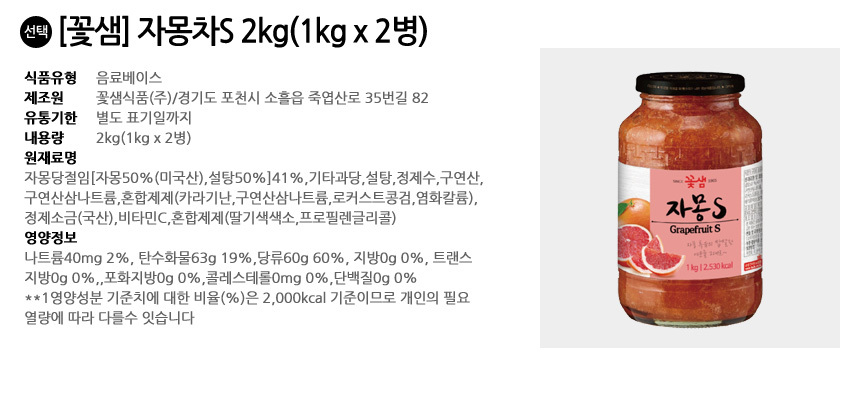 선택 [꽃샘] 자몽차S 2kg(1kg x 2병)
식품유형 음료베이스
제조원 꽃샘식품(주)/경기도 포천시 소흘읍 죽엽산로 35번길 82
유통기한 별도 표기일까지
내용량 2kg(1kg x 2병)
원재료명
자몽당절임[자몽50%(미국산),설탕50%]41%,기타과당,설탕,정제수,구연산,
구연산삼나트륨,혼합제제(카라기난,구연산삼나트륨,로커스트콩검,염화칼륨),
정제소금(국산),비타민C,혼합제제(딸기색색소,프로필렌글리콜)
영양정보
나트륨40mg 2%, 탄수화물63g 19%,당류60g 60%, 지방0g 0%, 트랜스
지방0g 0%,,포화지방0g 0%,콜레스테롤0mg 0%,단백질0g 0%
**1영양성분 기준치에 대한 비율(%)은 2,000kcal 기준이므로 개인의 필요
열량에 따라 다를수 잇습니다
꽃샘
자몽S
Grapefruit S
1kg | 2,530 kcal